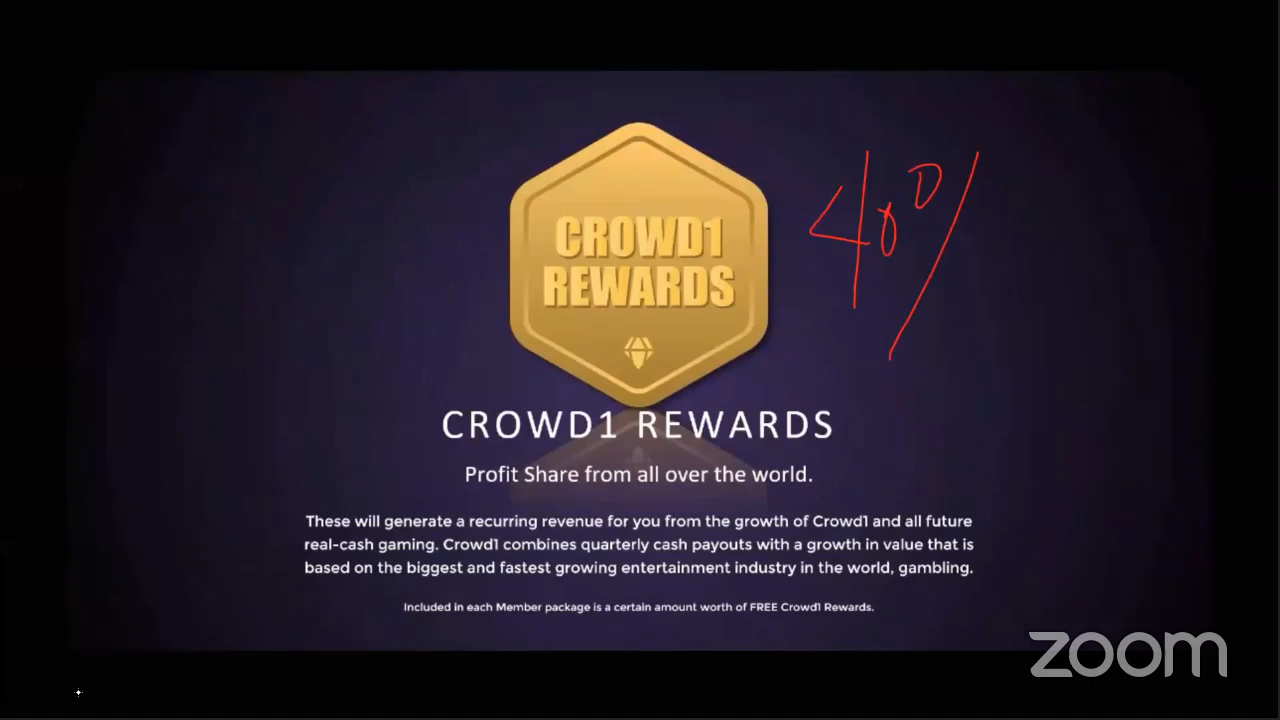 CROWD1
REWARDS
40%
CROWD1 REWARDS
Profit Share from all over the world.
These will generate a recurring revenue for you from the growth of Crowd1 and all future
real-cash gaming. Crowd1 combines quarterly cash payouts with a growth in value that is
based on the biggest and fastest growing entertainment industry in the world, gambling.
Included in each Member package is a certain amount worth of FREE Crowd1 Rewards.
zoom